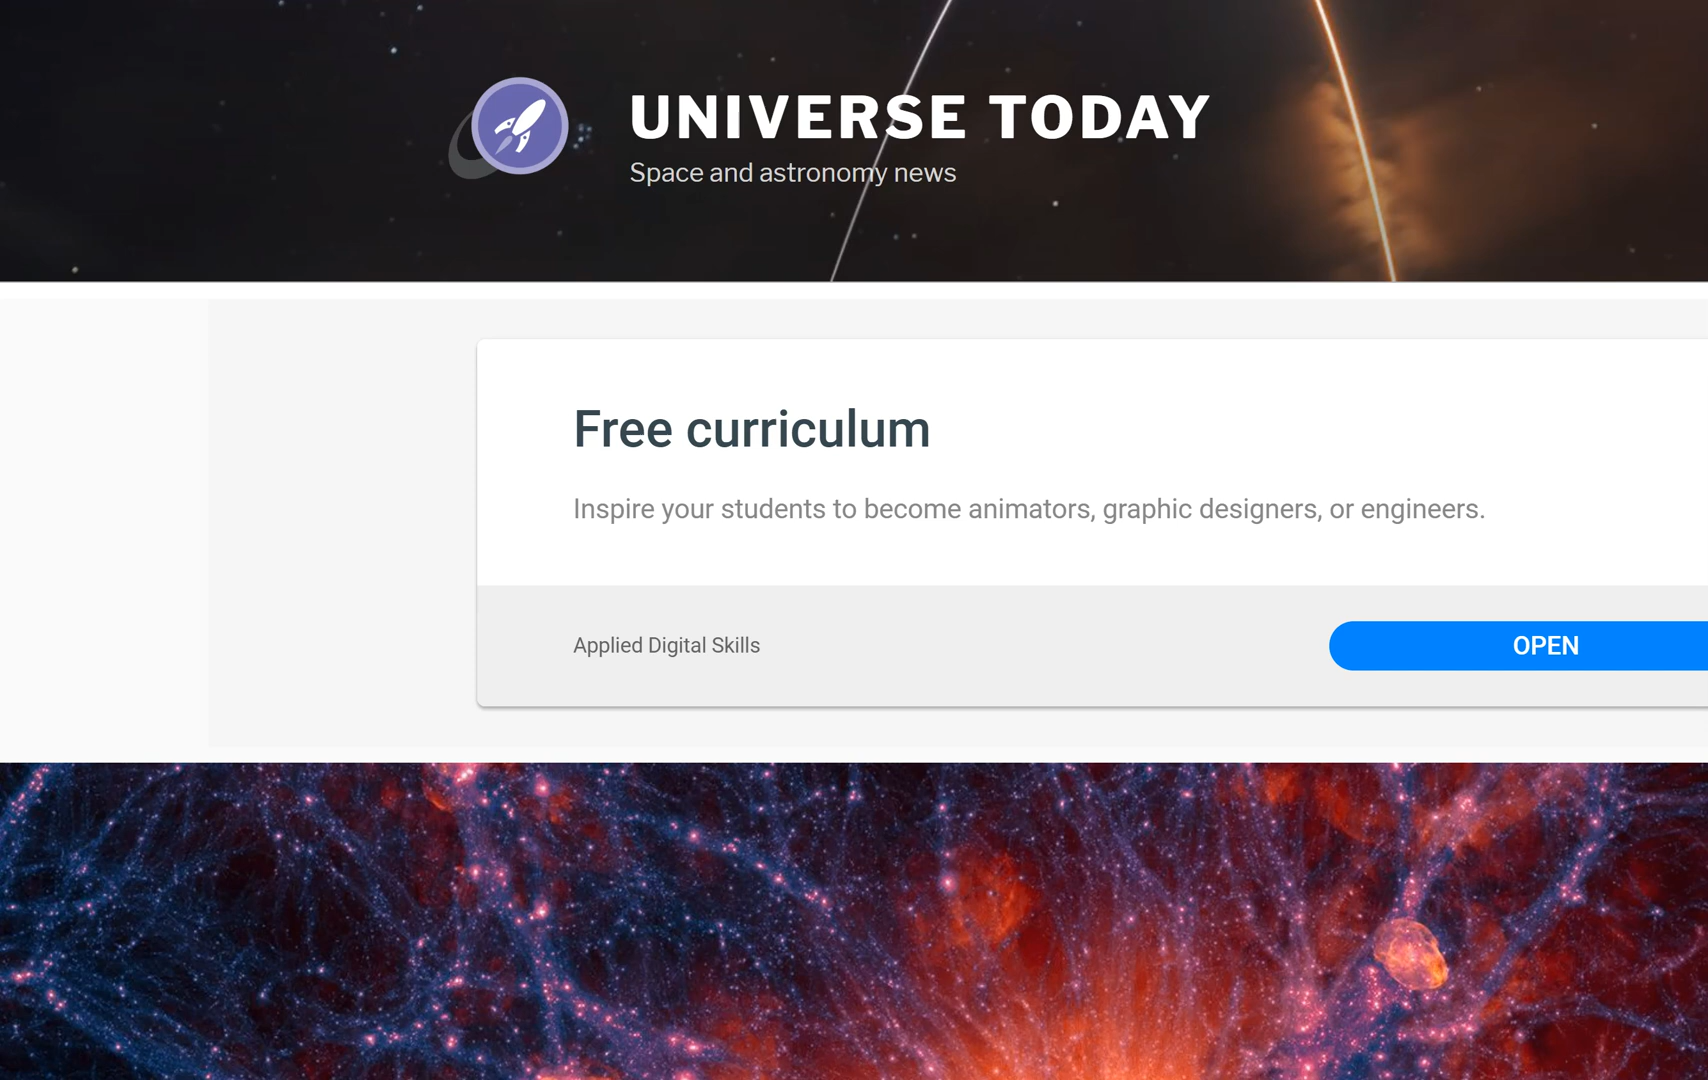 UNIVERSE TODAY
Space and astronomy news
Free curriculum
Inspire your students to become animators, graphic designers, or engineers.
Applied Digital Skills
OPEN